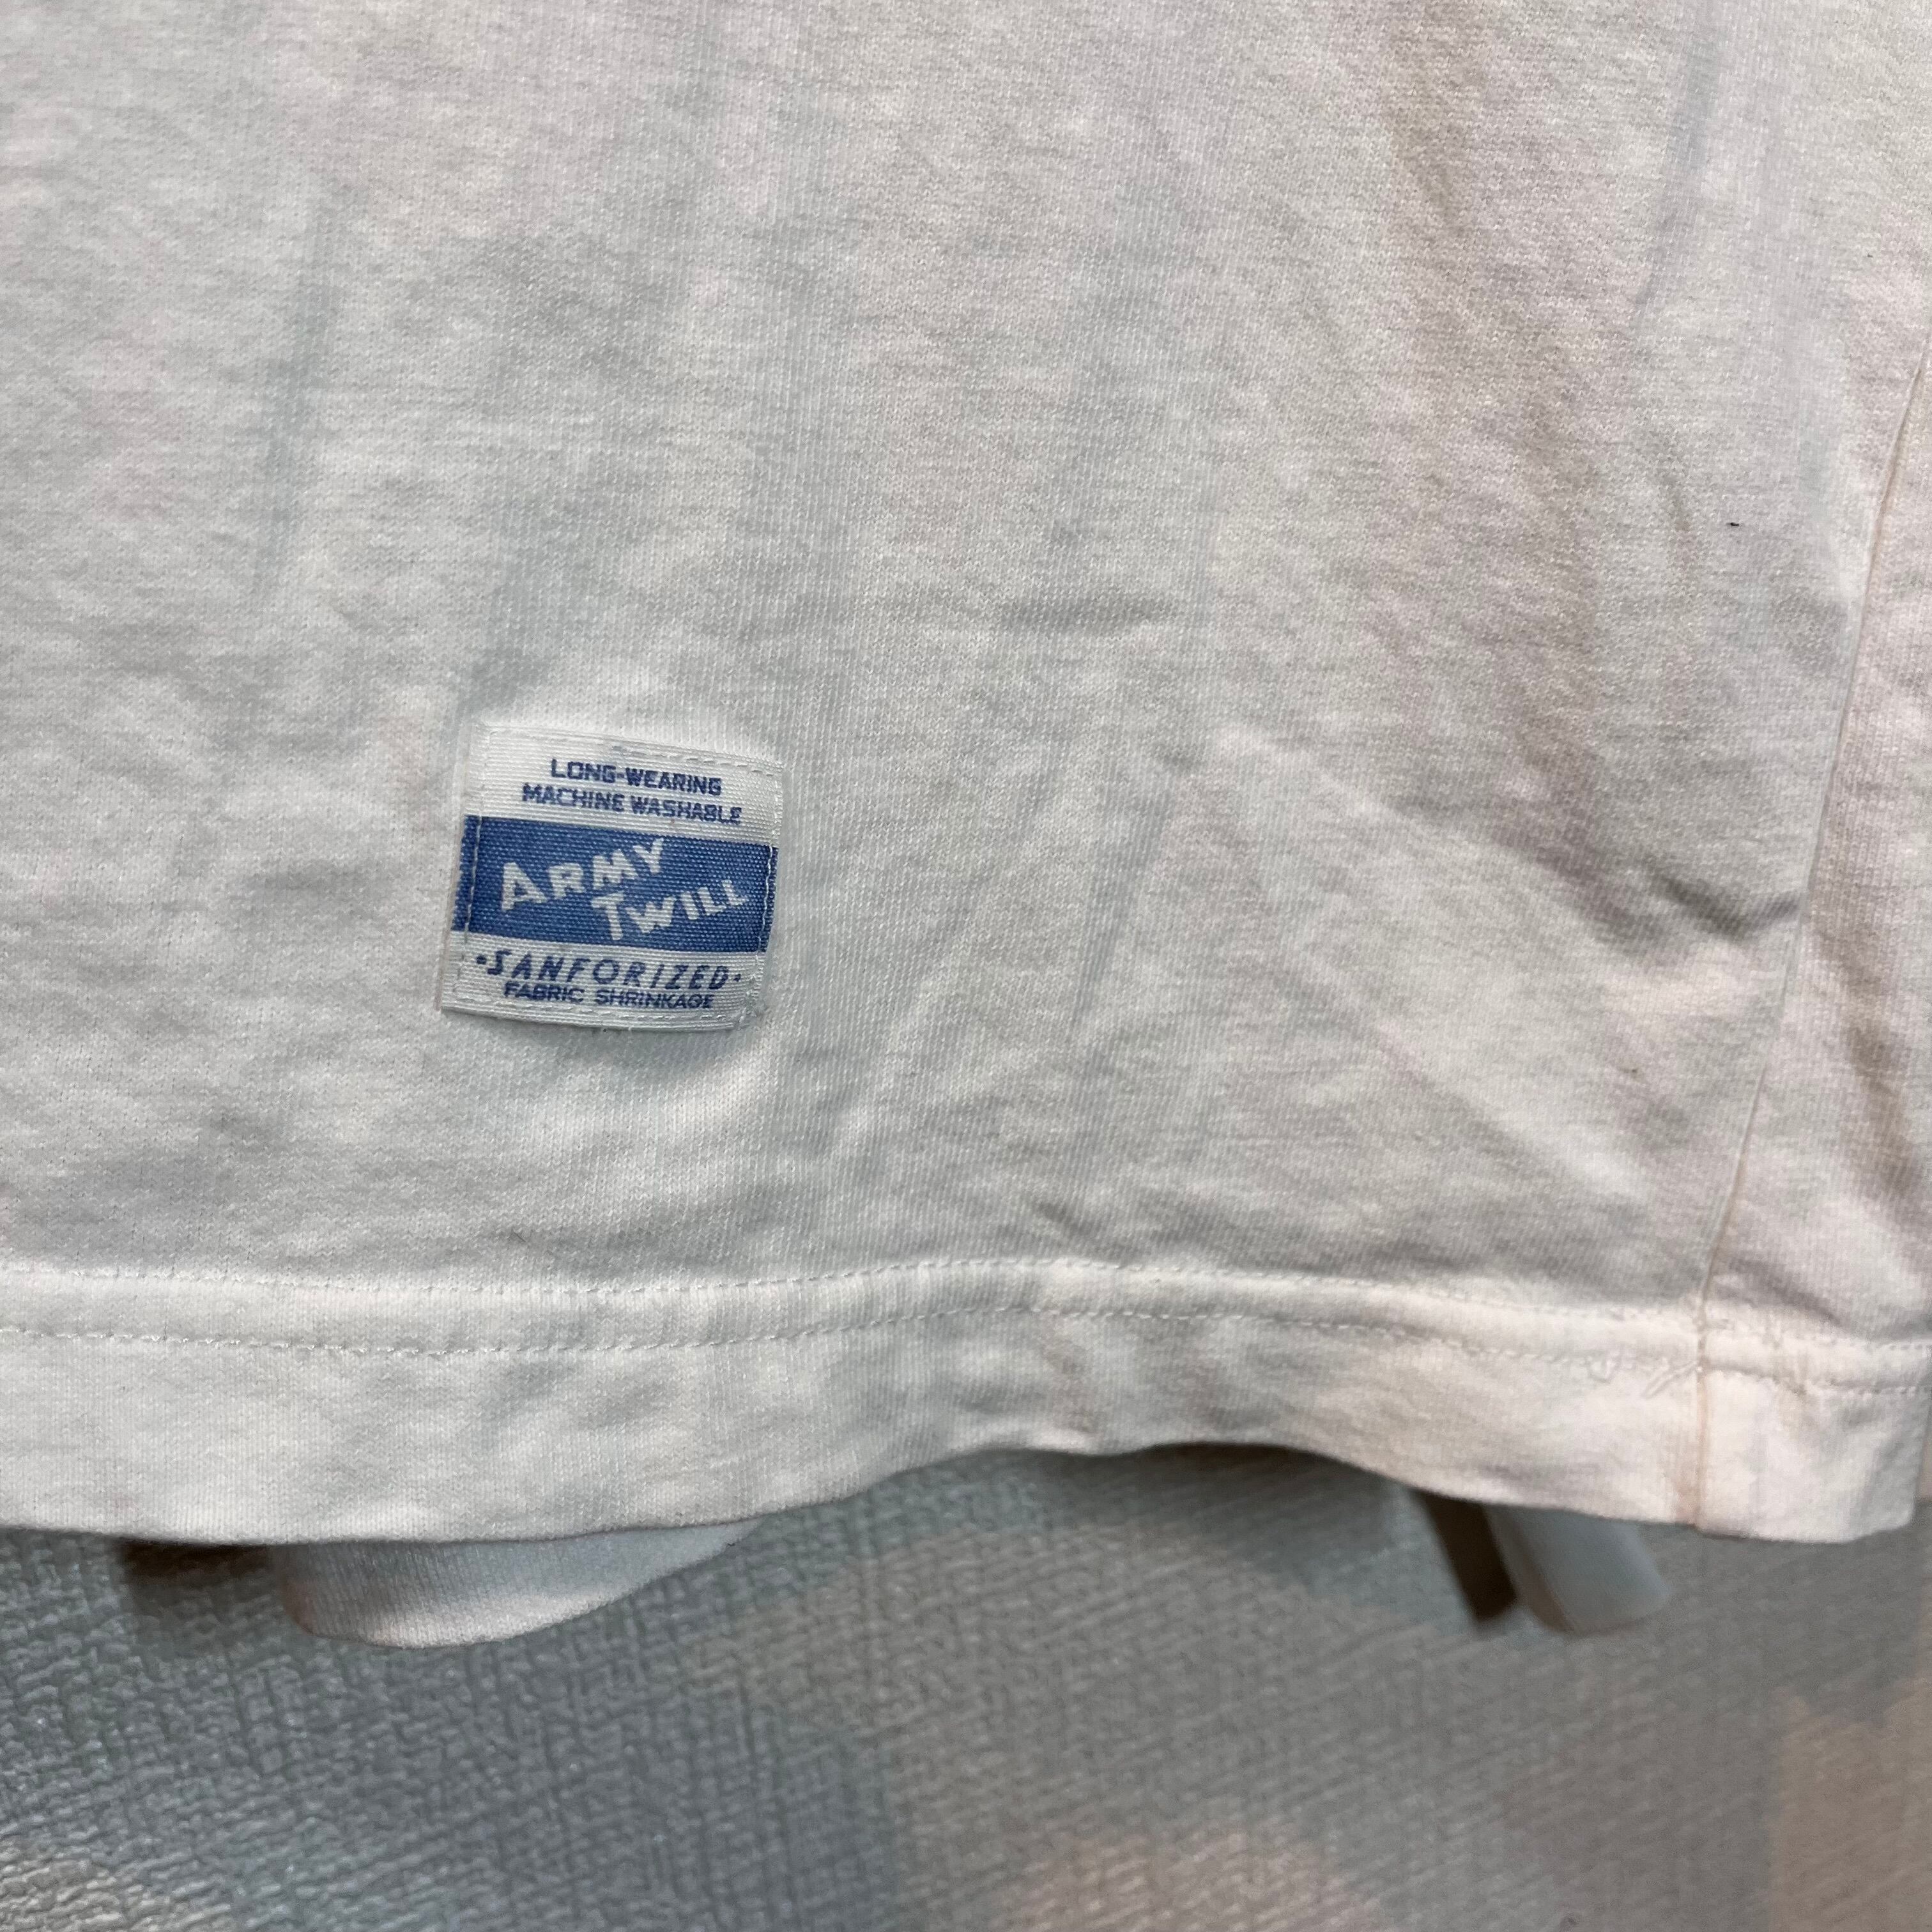 LONG-WEARING
MACHINE WASHABLE
ARMY
TWILL
·SANFORIZED·
FABRIC SHRINKAGE